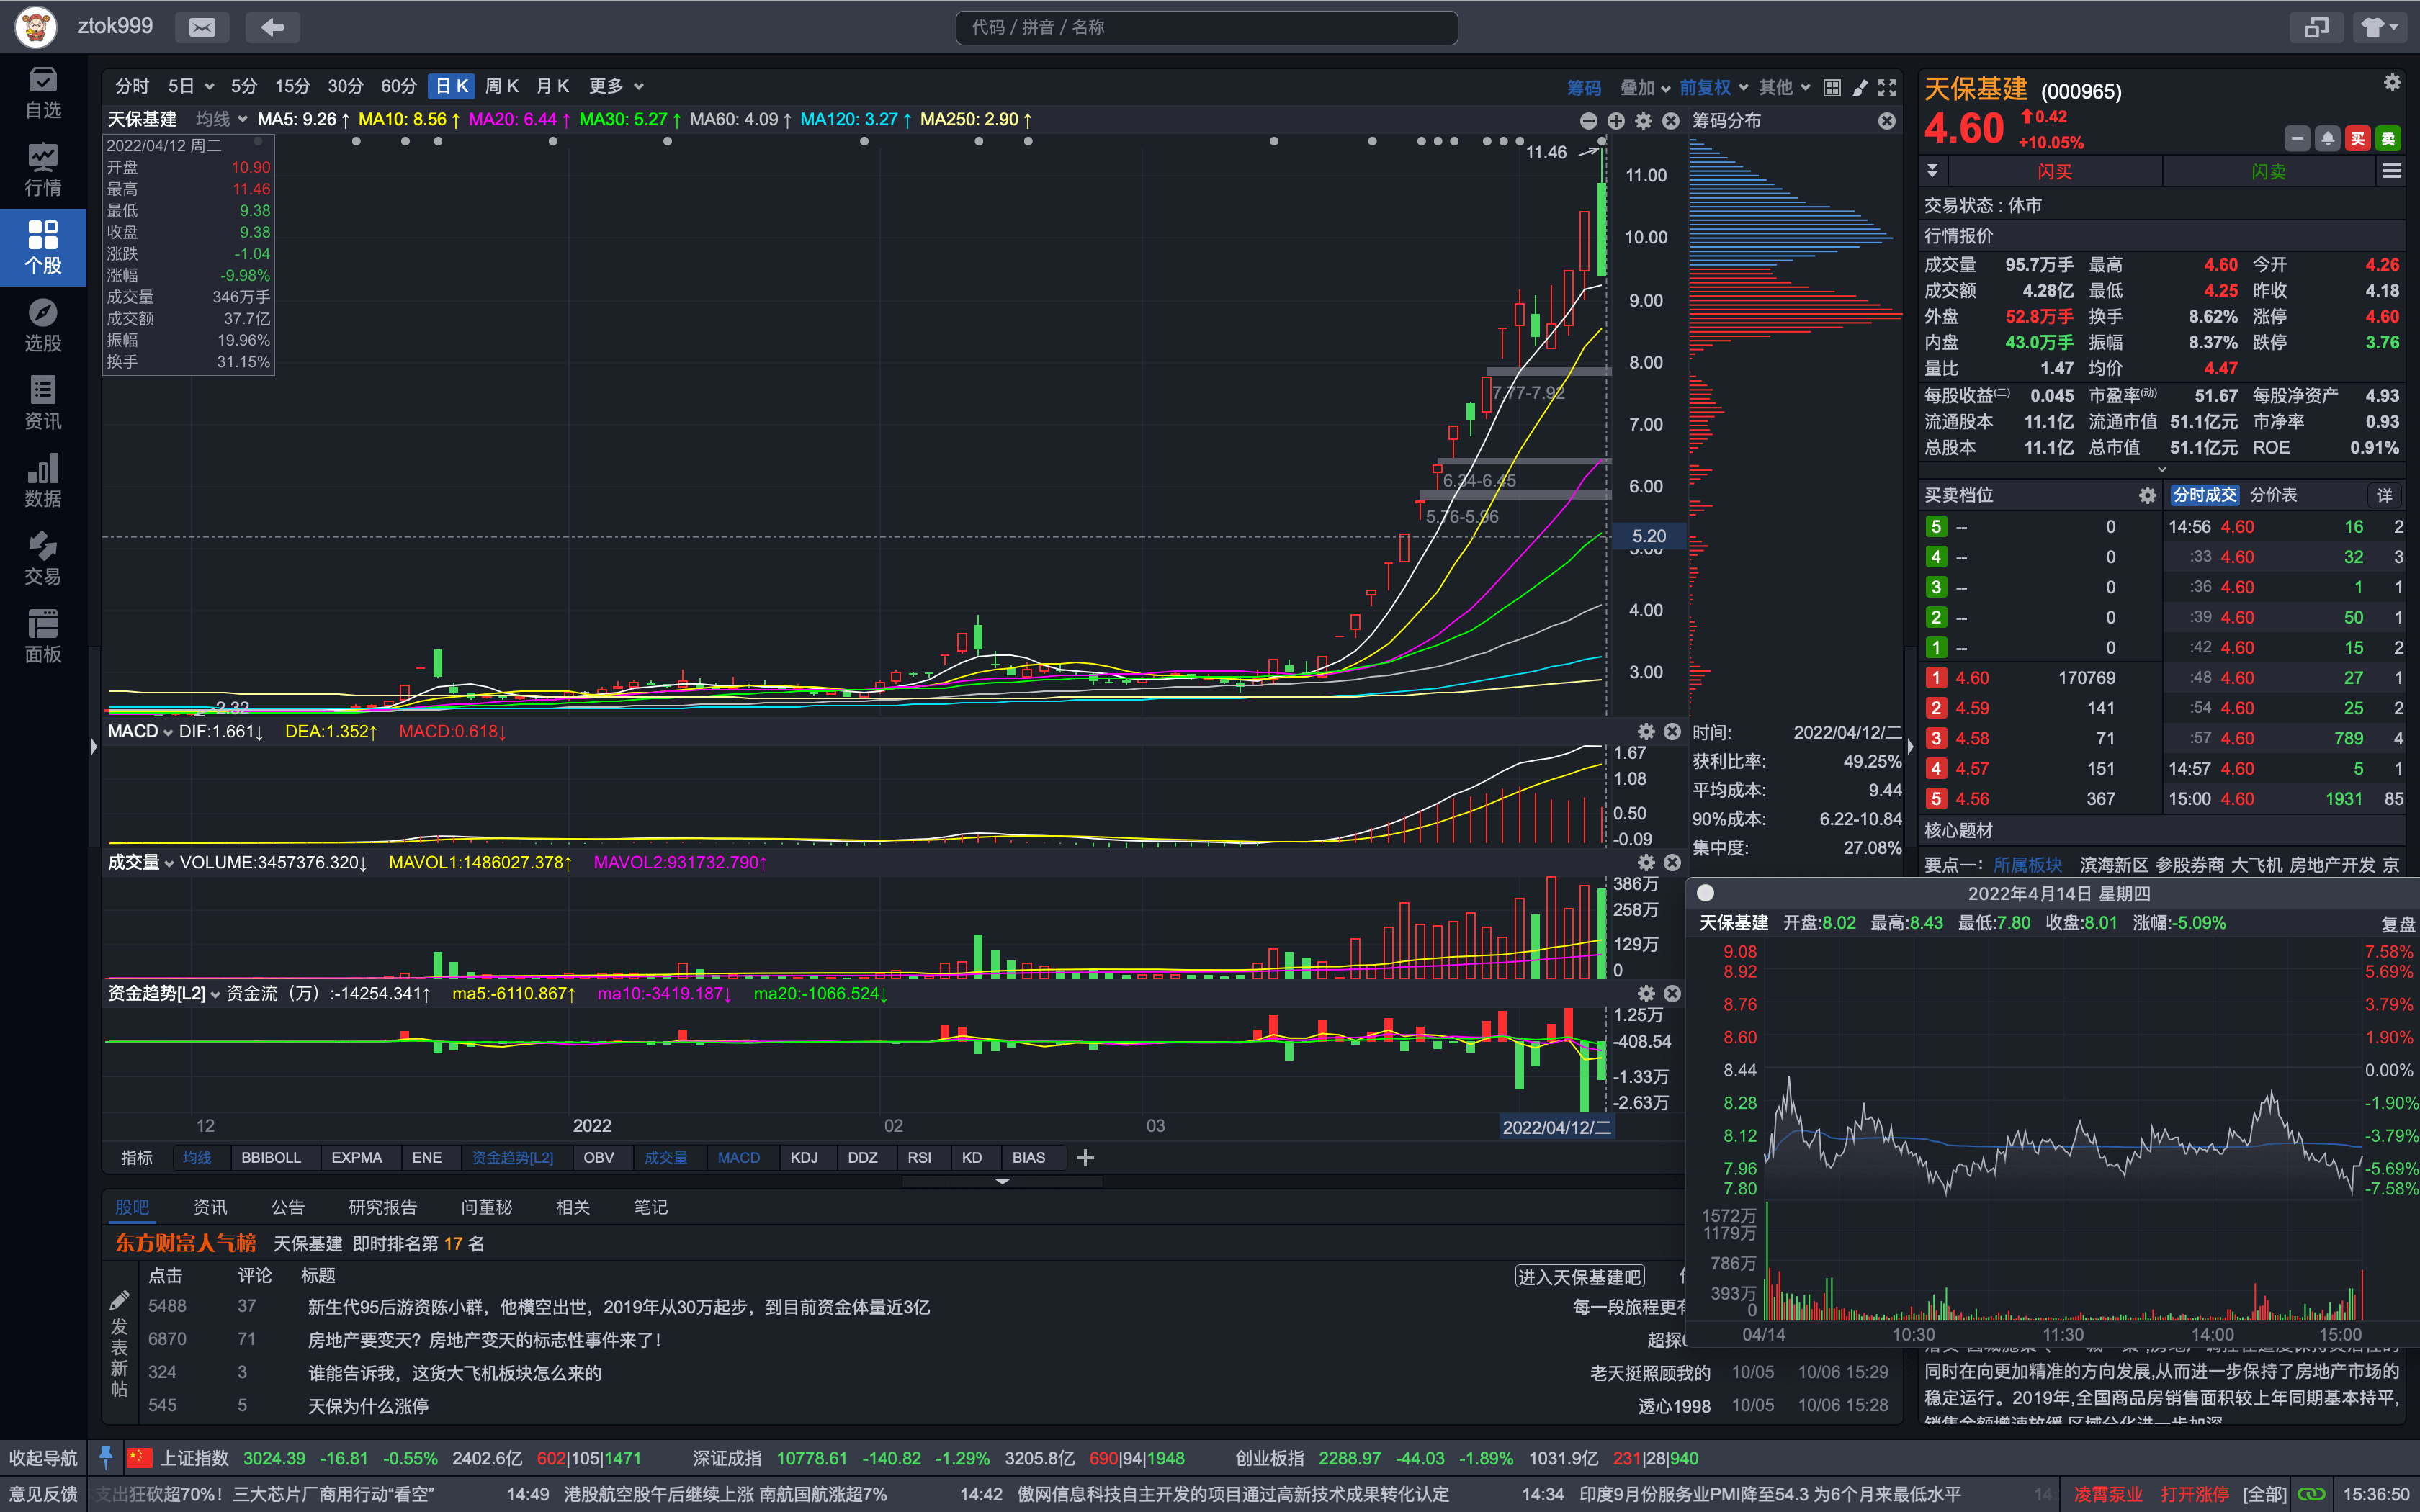 ztok999
代码 / 拼音 / 名称
自选
行情
个股
选股
资讯
数据
交易
面板
分时 5日 5分 15分 30分 60分 日K 周K 月K 更多
筹码 叠加 前复权 其他
天保基建 均线 MA5: 9.26↑ MA10: 8.56↑ MA20: 6.44↑ MA30: 5.27↑ MA60: 4.09↑ MA120: 3.27↑ MA250: 2.90↑
筹码分布
2022/04/12 周二
开盘 10.90
最高 11.46
最低 9.38
收盘 9.38
涨跌 -1.04
涨幅 -9.98%
成交量 346万手
成交额 37.7亿
振幅 19.96%
换手 31.15%
11.46
11.00
10.00
9.00
8.00
7.00
6.00
5.20
5.00
4.00
3.00
7.77-7.92
6.34-6.45
5.76-5.96
2.32
MACD DIF:1.661↓ DEA:1.352↑ MACD:0.618↓
1.67
1.08
0.50
-0.09
成交量 VOLUME:3457376.320↓ MAVOL1:1486027.378↑ MAVOL2:931732.790↑
386万
258万
129万
0
资金趋势[L2] 资金流（万）:-14254.341↑ ma5:-6110.867↑ ma10:-3419.187↓ ma20:-1066.524↓
1.25万
-408.54
-1.33万
-2.63万
12 2022 02 03 2022/04/12/二
时间: 2022/04/12/二
获利比率: 49.25%
平均成本: 9.44
90%成本: 6.22-10.84
集中度: 27.08%
指标 均线 BBIBOLL EXPMA ENE 资金趋势[L2] OBV 成交量 MACD KDJ DDZ RSI KD BIAS
股吧 资讯 公告 研究报告 问董秘 相关 笔记
东方财富人气榜 天保基建 即时排名第 17 名
点击 评论 标题 进入天保基建吧
发表新帖
5488 37 新生代95后游资陈小群，他横空出世，2019年从30万起步，到目前资金体量近3亿 每一段旅程更有
6870 71 房地产要变天？房地产变天的标志性事件来了！ 超探
324 3 谁能告诉我，这货大飞机板块怎么来的 老天挺照顾我的 10/05 10/06 15:29
545 5 天保为什么涨停 透心1998 10/05 10/06 15:28
天保基建 (000965)
4.60 0.42
+10.05%
买 卖
闪买 闪卖
交易状态 : 休市
行情报价
成交量 95.7万手 最高 4.60 今开 4.26
成交额 4.28亿 最低 4.25 昨收 4.18
外盘 52.8万手 换手 8.62% 涨停 4.60
内盘 43.0万手 振幅 8.37% 跌停 3.76
量比 1.47 均价 4.47
每股收益(二) 0.045 市盈率(动) 51.67 每股净资产 4.93
流通股本 11.1亿 流通市值 51.1亿元 市净率 0.93
总股本 11.1亿 总市值 51.1亿元 ROE 0.91%
买卖档位 分时成交 分价表 详
5 -- 0 14:56 4.60 16 2
4 -- 0 :33 4.60 32 3
3 -- 0 :36 4.60 1 1
2 -- 0 :39 4.60 50 1
1 -- 0 :42 4.60 15 2
1 4.60 170769 :48 4.60 27 1
2 4.59 141 :54 4.60 25 2
3 4.58 71 :57 4.60 789 4
4 4.57 151 14:57 4.60 5 1
5 4.56 367 15:00 4.60 1931 85
核心题材
要点一： 所属板块 滨海新区 参股券商 大飞机 房地产开发 京
2022年4月14日 星期四
天保基建 开盘:8.02 最高:8.43 最低:7.80 收盘:8.01 涨幅:-5.09% 复盘
9.08 7.58%
8.92 5.69%
8.76 3.79%
8.60 1.90%
8.44 0.00%
8.28 -1.90%
8.12 -3.79%
7.96 -5.69%
7.80 -7.58%
1572万
1179万
786万
393万
0
04/14 10:30 11:30 14:00 15:00
同时在向更加精准的方向发展,从而进一步保持了房地产市场的
稳定运行。2019年,全国商品房销售面积较上年同期基本持平,
销售金额增速放缓,区域分化进一步加深
收起导航 上证指数 3024.39 -16.81 -0.55% 2402.6亿 602|105|1471 深证成指 10778.61 -140.82 -1.29% 3205.8亿 690|94|1948 创业板指 2288.97 -44.03 -1.89% 1031.9亿 231|28|940
意见反馈 支出狂砍超70%！三大芯片厂商用行动“看空” 14:49 港股航空股午后继续上涨 南航国航涨超7% 14:42 傲网信息科技自主开发的项目通过高新技术成果转化认定 14:34 印度9月份服务业PMI降至54.3 为6个月来最低水平 14 凌霄泵业 打开涨停 [全部] 15:36:50